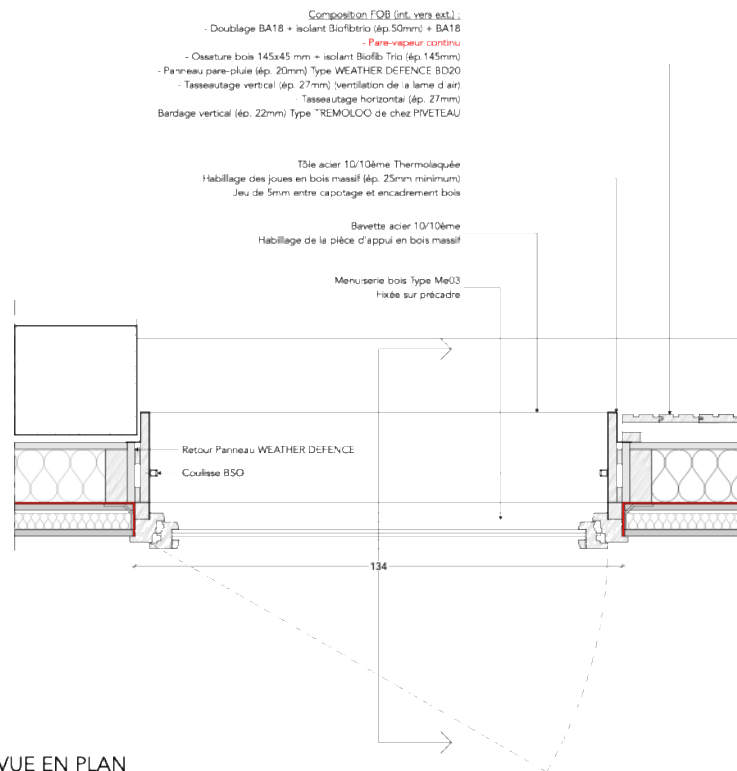 Composition FOB (int. vers ext.) :
- Doublage BA18 + isolant Biofibtrio (ép.50mm) + BA18
- Pare-vapeur continu
- Ossature bois 145x45 mm + isolant Biofib Trio (ép.145mm)
- Panneau pare-pluie (ép. 20mm) Type WEATHER DEFENCE BD20
- Tasseautage vertical (ép. 27mm) (ventilation de la lame d'air)
- Tasseautage horizontal (ép. 27mm)
Bardage vertical (ép. 22mm) Type TREMOLOO de chez PIVETEAU
Tôle acier 10/10ème Thermolaquée
Habillage des joues en bois massif (ép. 25mm minimum)
Jeu de 5mm entre capotage et encadrement bois
Bavette acier 10/10ème
Habillage de la pièce d'appui en bois massif
Menuiserie bois Type Me03
Fixée sur précadre
Retour Panneau WEATHER DEFENCE
Coulisse BSO
134
VUE EN PLAN